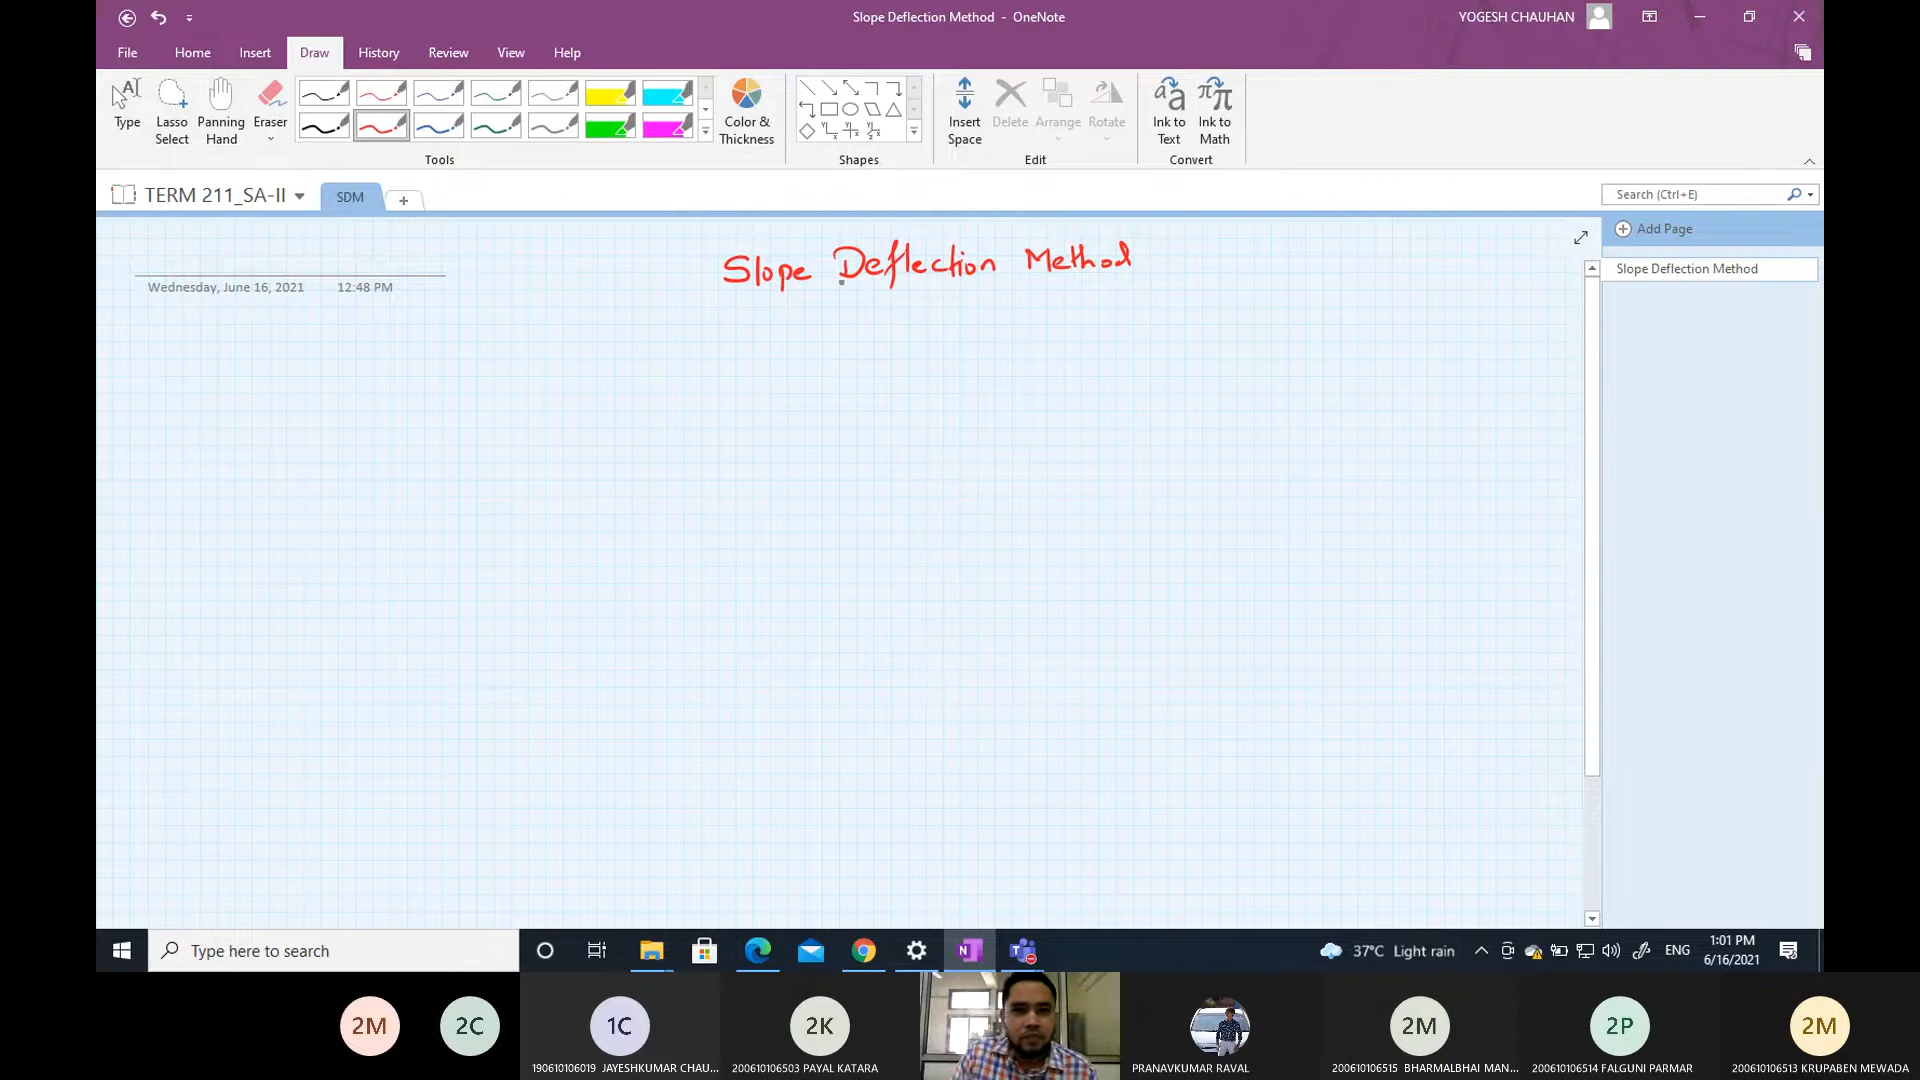 Slope Deflection Method - OneNote
YOGESH CHAUHAN
File Home Insert Draw History Review View Help
Type
Lasso Select
Panning Hand
Eraser
Color & Thickness
Insert Space
Delete
Arrange
Rotate
Ink to Text
Ink to Math
Tools
Shapes
Edit
Convert
TERM 211_SA-II
SDM
Search (Ctrl+E)
Add Page
Slope Deflection Method
Slope Deflection Method
Wednesday, June 16, 2021 12:48 PM
Type here to search
37°C Light rain
ENG
1:01 PM
6/16/2021
2M
2C
1C
2K
2M
2P
2M
190610106019 JAYESHKUMAR CHAU...
200610106503 PAYAL KATARA
PRANAVKUMAR RAVAL
200610106515 BHARMALBHAI MAN...
200610106514 FALGUNI PARMAR
200610106513 KRUPABEN MEWADA